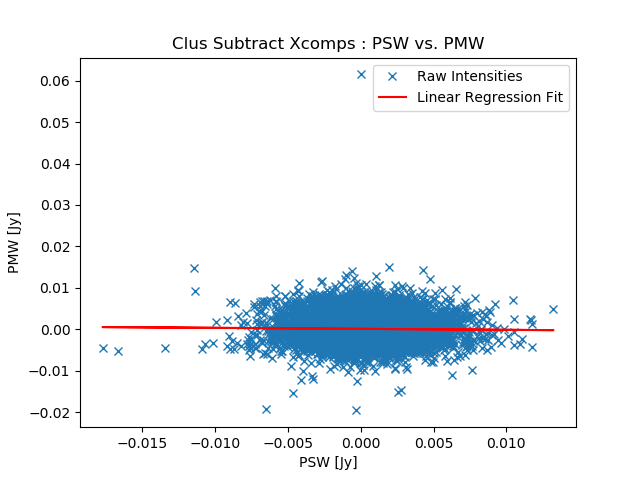 Clus Subtract Xcomps : PSW vs. PMW
Raw Intensities
Linear Regression Fit
PMW [Jy]
0.06
0.05
0.04
0.03
0.02
0.01
0.00
−0.01
−0.02
−0.015 −0.010 −0.005 0.000 0.005 0.010
PSW [Jy]